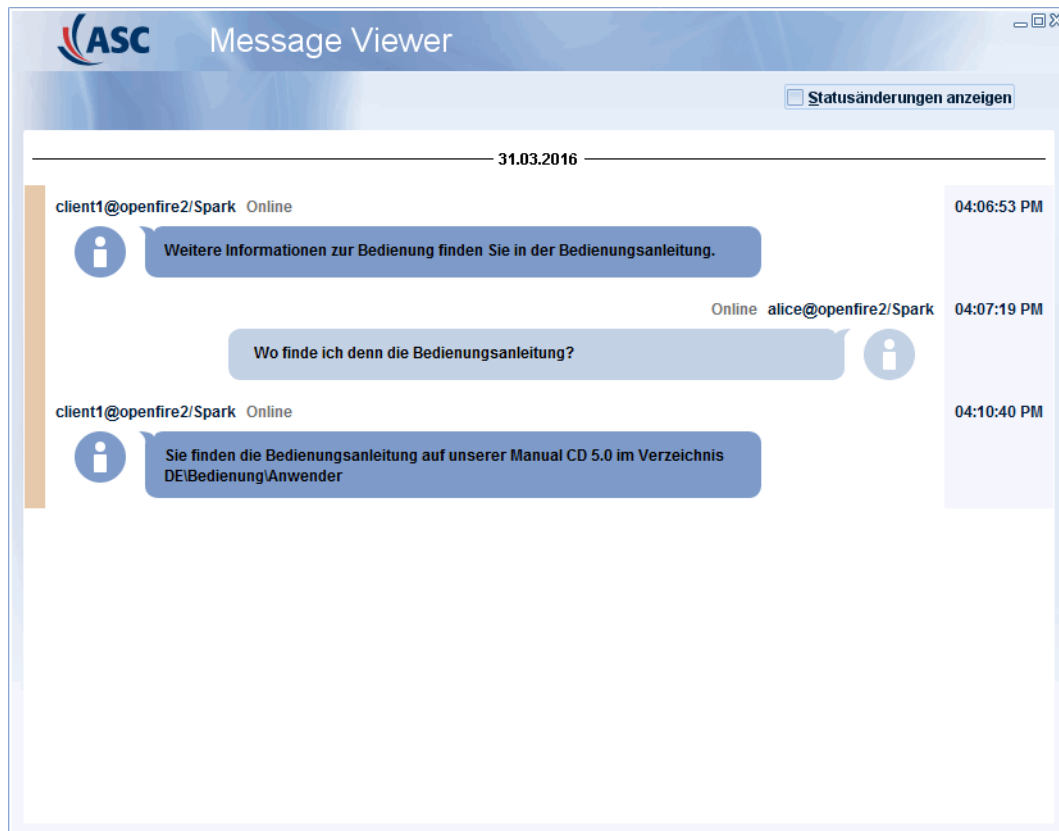 ASC Message Viewer
Statusänderungen anzeigen
31.03.2016
client1@openfire2/Spark Online 04:06:53 PM
Weitere Informationen zur Bedienung finden Sie in der Bedienungsanleitung.
Online alice@openfire2/Spark 04:07:19 PM
Wo finde ich denn die Bedienungsanleitung?
client1@openfire2/Spark Online 04:10:40 PM
Sie finden die Bedienungsanleitung auf unserer Manual CD 5.0 im Verzeichnis
DE\Bedienung\Anwender